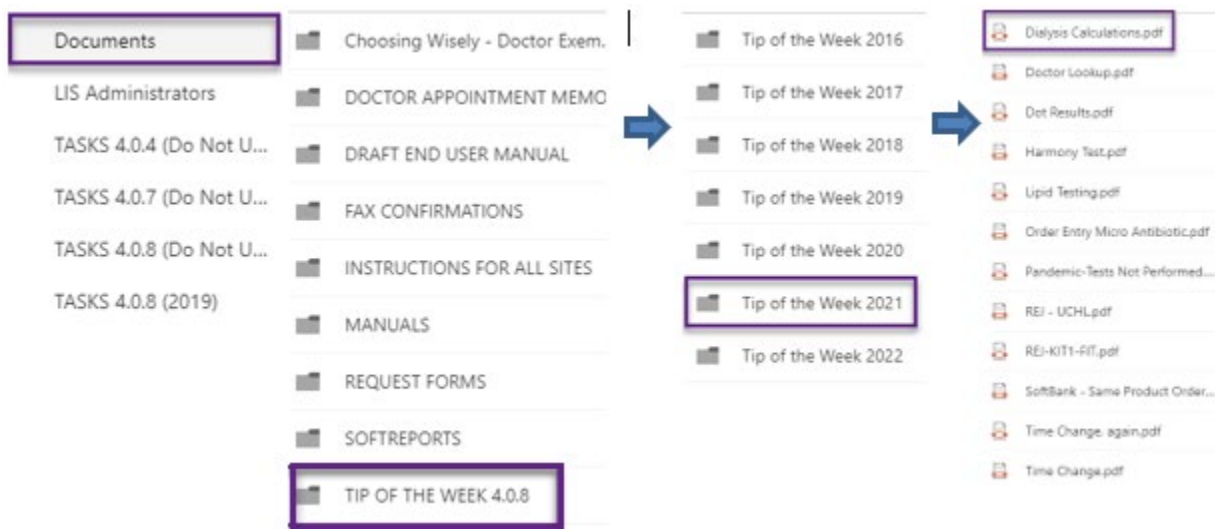 Documents
LIS Administrators
TASKS 4.0.4 (Do Not U...
TASKS 4.0.7 (Do Not U...
TASKS 4.0.8 (Do Not U...
TASKS 4.0.8 (2019)
Choosing Wisely - Doctor Exem.
DOCTOR APPOINTMENT MEMO
DRAFT END USER MANUAL
FAX CONFIRMATIONS
INSTRUCTIONS FOR ALL SITES
MANUALS
REQUEST FORMS
SOFTREPORTS
TIP OF THE WEEK 4.0.8
Tip of the Week 2016
Tip of the Week 2017
Tip of the Week 2018
Tip of the Week 2019
Tip of the Week 2020
Tip of the Week 2021
Tip of the Week 2022
Dialysis Calculations.pdf
Doctor Lookup.pdf
Dot Results.pdf
Harmony Test.pdf
Lipid Testing.pdf
Order Entry Micro Antibiotic.pdf
Pandemic-Tests Not Performed....
REJ - UCHL.pdf
REJ-KIT1-FIT.pdf
SoftBank - Same Product Order...
Time Change. again.pdf
Time Change.pdf